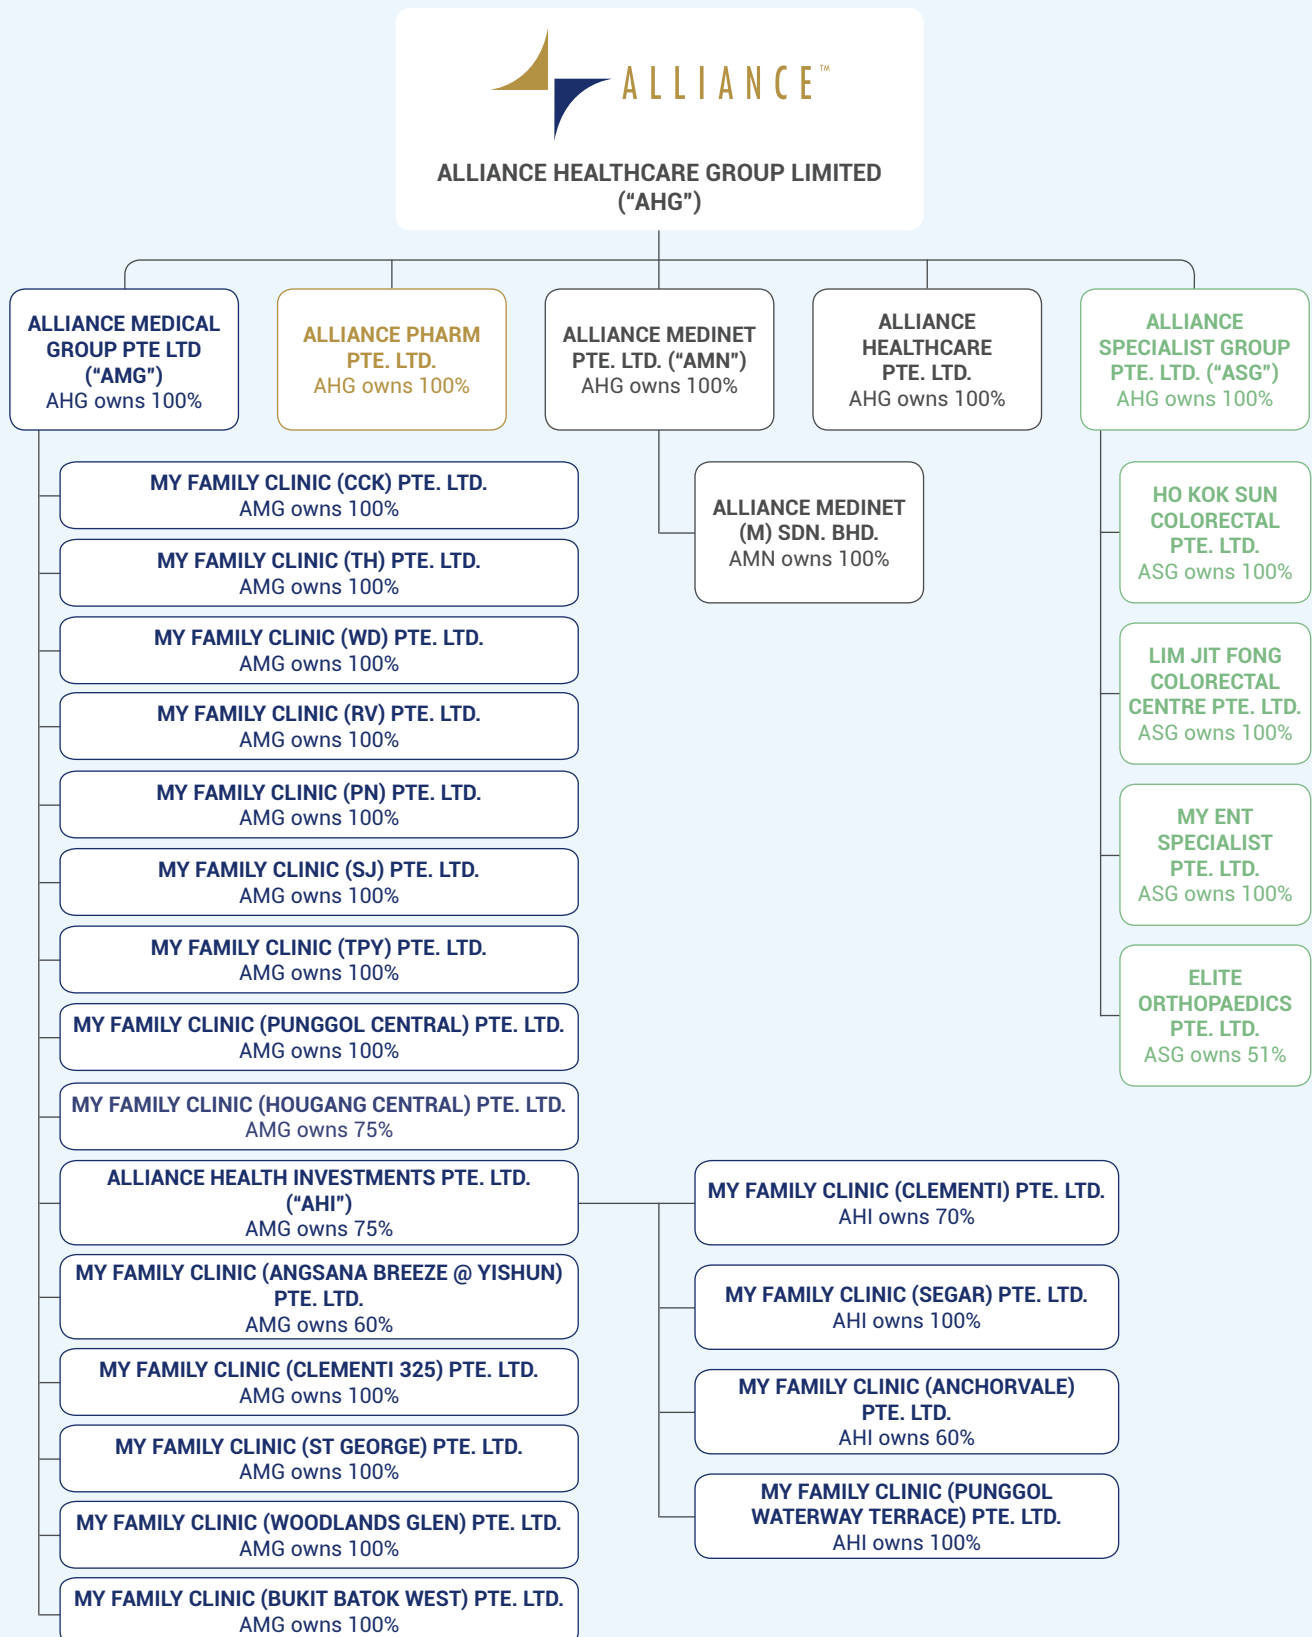 ALLIANCE™
ALLIANCE HEALTHCARE GROUP LIMITED
(“AHG”)
ALLIANCE MEDICAL
GROUP PTE LTD
(“AMG”)
AHG owns 100%
ALLIANCE PHARM
PTE. LTD.
AHG owns 100%
ALLIANCE MEDINET
PTE. LTD. (“AMN”)
AHG owns 100%
ALLIANCE
HEALTHCARE
PTE. LTD.
AHG owns 100%
ALLIANCE
SPECIALIST GROUP
PTE. LTD. (“ASG”)
AHG owns 100%
MY FAMILY CLINIC (CCK) PTE. LTD.
AMG owns 100%
MY FAMILY CLINIC (TH) PTE. LTD.
AMG owns 100%
MY FAMILY CLINIC (WD) PTE. LTD.
AMG owns 100%
MY FAMILY CLINIC (RV) PTE. LTD.
AMG owns 100%
MY FAMILY CLINIC (PN) PTE. LTD.
AMG owns 100%
MY FAMILY CLINIC (SJ) PTE. LTD.
AMG owns 100%
MY FAMILY CLINIC (TPY) PTE. LTD.
AMG owns 100%
MY FAMILY CLINIC (PUNGGOL CENTRAL) PTE. LTD.
AMG owns 100%
MY FAMILY CLINIC (HOUGANG CENTRAL) PTE. LTD.
AMG owns 75%
ALLIANCE HEALTH INVESTMENTS PTE. LTD.
(“AHI”)
AMG owns 75%
MY FAMILY CLINIC (ANGSANA BREEZE @ YISHUN)
PTE. LTD.
AMG owns 60%
MY FAMILY CLINIC (CLEMENTI 325) PTE. LTD.
AMG owns 100%
MY FAMILY CLINIC (ST GEORGE) PTE. LTD.
AMG owns 100%
MY FAMILY CLINIC (WOODLANDS GLEN) PTE. LTD.
AMG owns 100%
MY FAMILY CLINIC (BUKIT BATOK WEST) PTE. LTD.
AMG owns 100%
MY FAMILY CLINIC (CLEMENTI) PTE. LTD.
AHI owns 70%
MY FAMILY CLINIC (SEGAR) PTE. LTD.
AHI owns 100%
MY FAMILY CLINIC (ANCHORVALE)
PTE. LTD.
AHI owns 60%
MY FAMILY CLINIC (PUNGGOL
WATERWAY TERRACE) PTE. LTD.
AHI owns 100%
ALLIANCE MEDINET
(M) SDN. BHD.
AMN owns 100%
HO KOK SUN
COLORECTAL
PTE. LTD.
ASG owns 100%
LIM JIT FONG
COLORECTAL
CENTRE PTE. LTD.
ASG owns 100%
MY ENT
SPECIALIST
PTE. LTD.
ASG owns 100%
ELITE
ORTHOPAEDICS
PTE. LTD.
ASG owns 51%